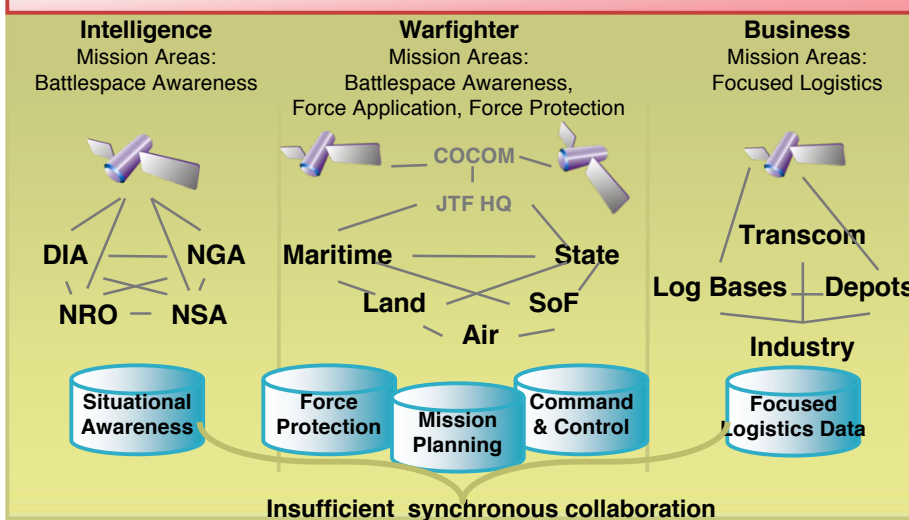 Intelligence
Mission Areas:
Battlespace Awareness
Warfighter
Mission Areas:
Battlespace Awareness,
Force Application, Force Protection
Business
Mission Areas:
Focused Logistics
COCOM
JTF HQ
DIA
NGA
NRO
NSA
Maritime
State
Land
SoF
Air
Transcom
Log Bases
Depots
Industry
Situational
Awareness
Force
Protection
Mission
Planning
Command
& Control
Focused
Logistics Data
Insufficient synchronous collaboration